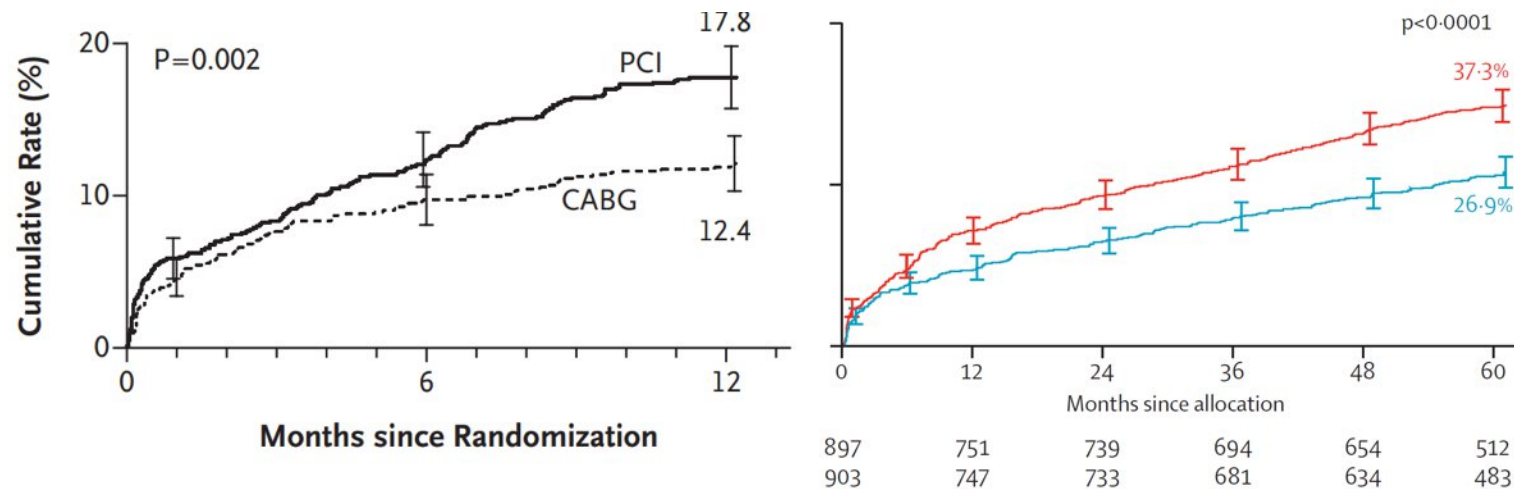 17.8
20
P=0.002
PCI
10
CABG
12.4
0
0
6
12
Cumulative Rate (%)
Months since Randomization
p<0·0001
37·3%
26·9%
0
12
24
36
48
60
Months since allocation
897 751 739 694 654 512
903 747 733 681 634 483